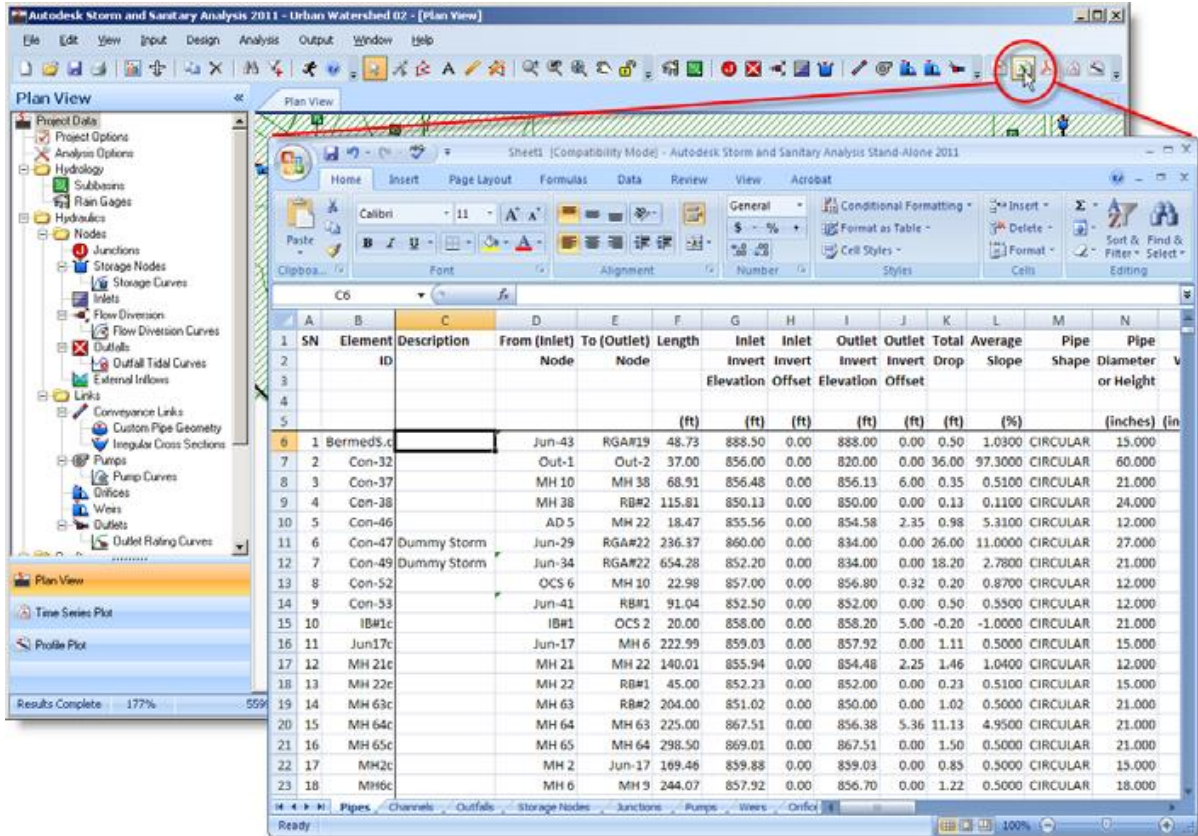 Autodesk Storm and Sanitary Analysis 2011 - Urban Watershed 02 - [Plan View]
File Edit View Input Design Analysis Output Window Help
Plan View
Plan View
Project Data
Project Options
Analysis Options
Hydrology
Subbasins
Rain Gages
Hydraulics
Nodes
Junctions
Storage Nodes
Storage Curves
Inlets
Flow Diversion
Flow Diversion Curves
Outfalls
Outfall Tidal Curves
External Inflows
Links
Conveyance Links
Custom Pipe Geometry
Irregular Cross Sections
Pumps
Pump Curves
Orifices
Weirs
Outlets
Outlet Rating Curves
Plan View
Time Series Plot
Profile Plot
Results Complete 177% 559
Sheet1 [Compatibility Mode] - Autodesk Storm and Sanitary Analysis Stand-Alone 2011
Home Insert Page Layout Formulas Data Review View Acrobat
Paste
Calibri 11
B I U
General
$ % ,
Conditional Formatting
Format as Table
Cell Styles
Insert
Delete
Format
Sort & Filter
Find & Select
Clipboa... Font Alignment Number Styles Cells Editing
C6 fx
A B C D E F G H I J K L M N
1 SN Element Description From (Inlet) To (Outlet) Length Inlet Inlet Outlet Outlet Total Average Pipe Pipe
2 ID Node Node Invert Invert Invert Invert Drop Slope Shape Diameter V
3 Elevation Offset Elevation Offset or Height
4
5 (ft) (ft) (ft) (ft) (ft) (ft) (%) (inches) (in
6 1 BermedS.c Jun-43 RGA#19 48.73 888.50 0.00 888.00 0.00 0.50 1.0300 CIRCULAR 15.000
7 2 Con-32 Out-1 Out-2 37.00 856.00 0.00 820.00 0.00 36.00 97.3000 CIRCULAR 60.000
8 3 Con-37 MH 10 MH 38 68.91 856.48 0.00 856.13 6.00 0.35 0.5100 CIRCULAR 21.000
9 4 Con-38 MH 38 RB#2 115.81 850.13 0.00 850.00 0.00 0.13 0.1100 CIRCULAR 24.000
10 5 Con-46 AD 5 MH 22 18.47 855.56 0.00 854.58 2.35 0.98 5.3100 CIRCULAR 12.000
11 6 Con-47 Dummy Storm Jun-29 RGA#22 236.37 860.00 0.00 834.00 0.00 26.00 11.0000 CIRCULAR 27.000
12 7 Con-49 Dummy Storm Jun-34 RGA#22 654.28 852.20 0.00 834.00 0.00 18.20 2.7800 CIRCULAR 21.000
13 8 Con-52 OCS 6 MH 10 22.98 857.00 0.00 856.80 0.32 0.20 0.8700 CIRCULAR 12.000
14 9 Con-53 Jun-41 RB#1 91.04 852.50 0.00 852.00 0.00 0.50 0.5500 CIRCULAR 12.000
15 10 IB#1c IB#1 OCS 2 20.00 858.00 0.00 858.20 5.00 -0.20 -1.0000 CIRCULAR 21.000
16 11 Jun17c Jun-17 MH 6 222.99 859.03 0.00 857.92 0.00 1.11 0.5000 CIRCULAR 15.000
17 12 MH 21c MH 21 MH 22 140.01 855.94 0.00 854.48 2.25 1.46 1.0400 CIRCULAR 12.000
18 13 MH 22c MH 22 RB#1 45.00 852.23 0.00 852.00 0.00 0.23 0.5100 CIRCULAR 15.000
19 14 MH 63c MH 63 RB#2 204.00 851.02 0.00 850.00 0.00 1.02 0.5000 CIRCULAR 21.000
20 15 MH 64c MH 64 MH 63 225.00 867.51 0.00 856.38 5.36 11.13 4.9500 CIRCULAR 21.000
21 16 MH 65c MH 65 MH 64 298.50 869.01 0.00 867.51 0.00 1.50 0.5000 CIRCULAR 21.000
22 17 MH2c MH 2 Jun-17 169.46 859.88 0.00 859.03 0.00 0.85 0.5000 CIRCULAR 15.000
23 18 MH6c MH 6 MH 9 244.07 857.92 0.00 856.70 0.00 1.22 0.5000 CIRCULAR 18.000
Pipes Channels Outfalls Storage Nodes Junctions Pumps Weirs Orific
Ready 100%